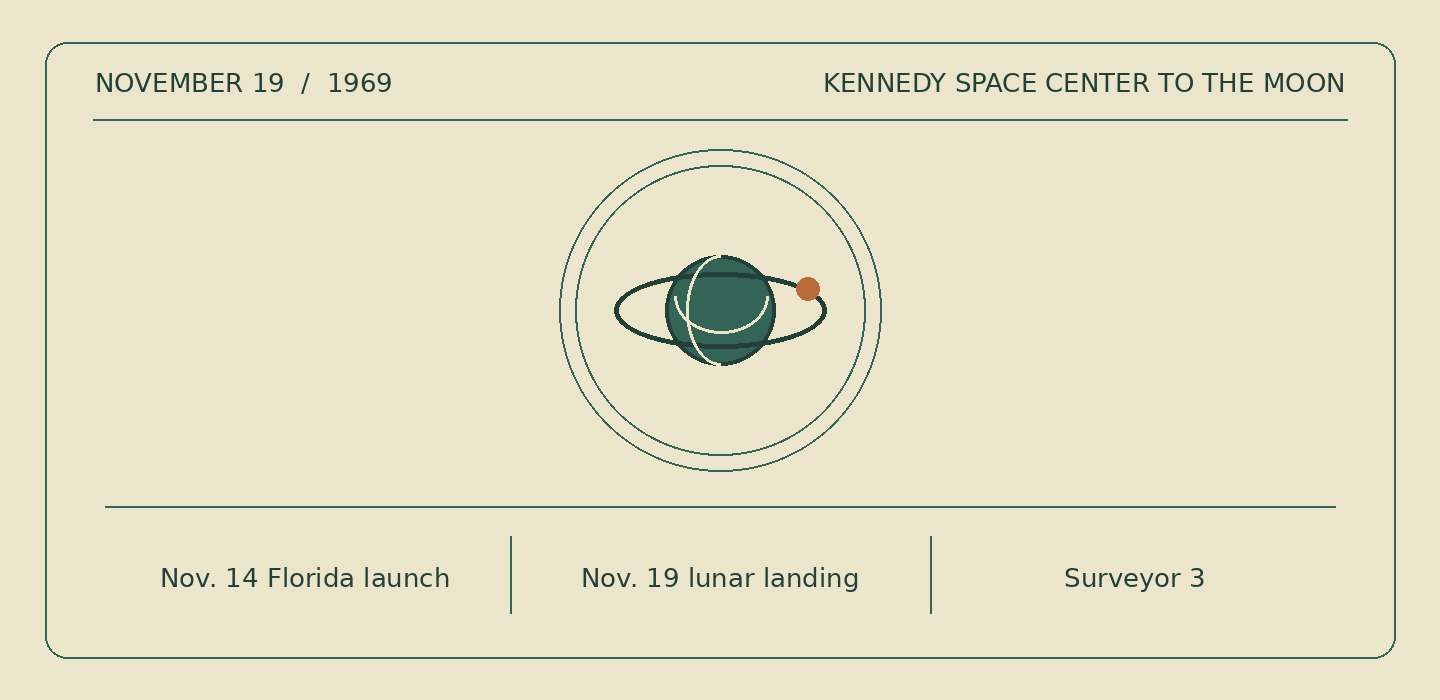 NOVEMBER 19 / 1969
KENNEDY SPACE CENTER TO THE MOON
Nov. 14 Florida launch
Nov. 19 lunar landing
Surveyor 3